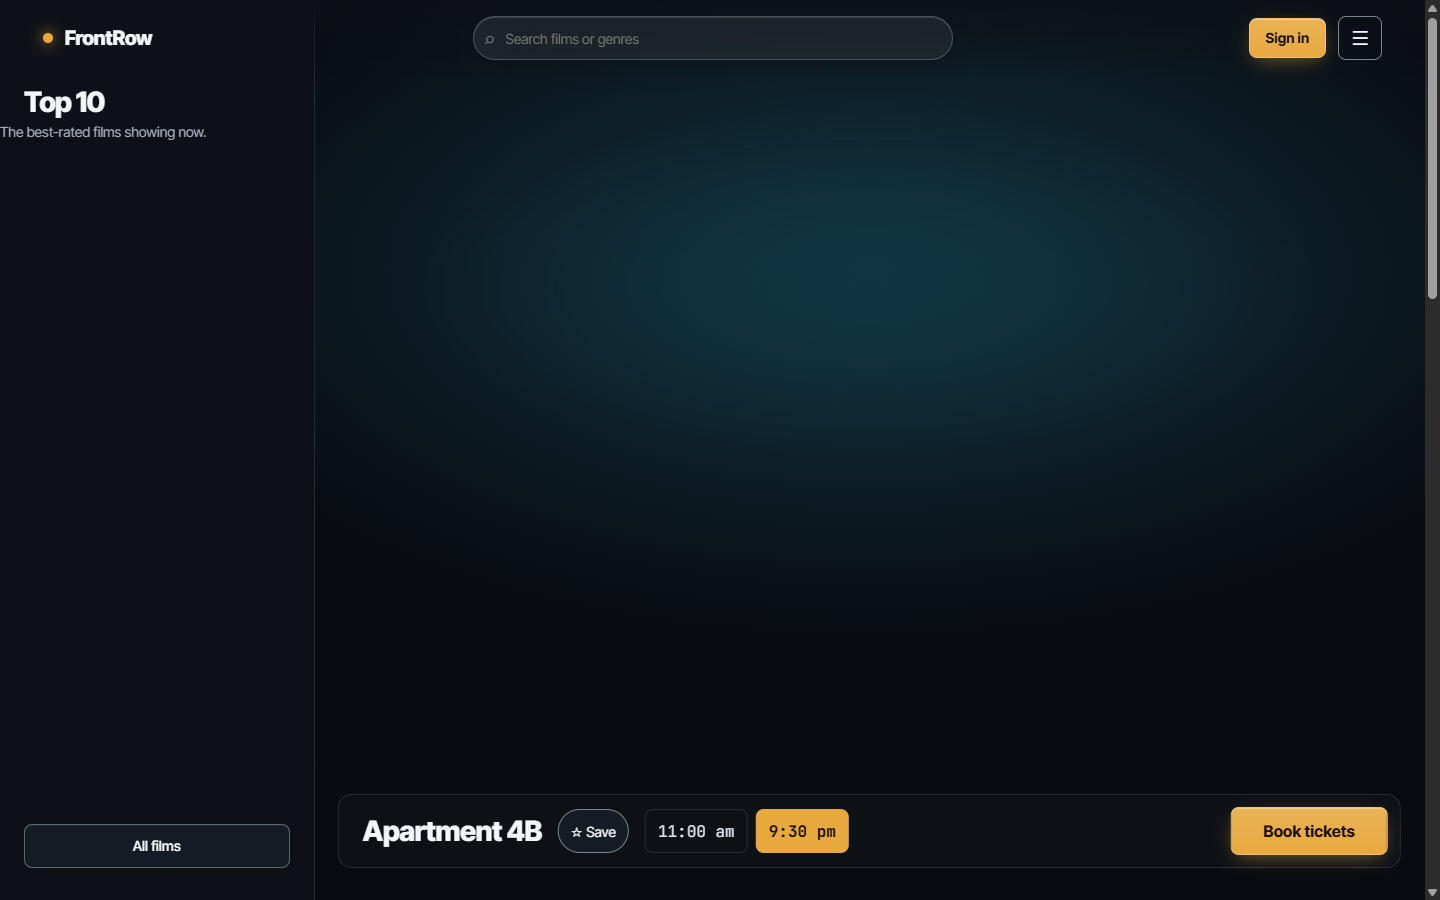 FrontRow
Search films or genres
Sign in
Top 10
The best-rated films showing now.
All films
Apartment 4B
☆ Save
11:00 am
9:30 pm
Book tickets